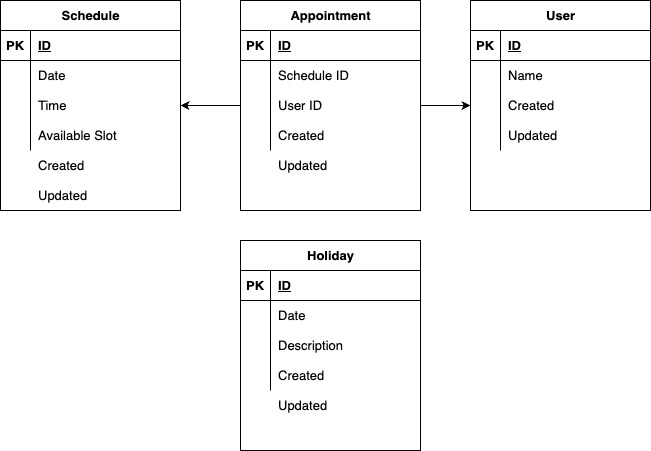 Schedule
PK ID
Date
Time
Available Slot
Created
Updated
Appointment
PK ID
Schedule ID
User ID
Created
Updated
User
PK ID
Name
Created
Updated
Holiday
PK ID
Date
Description
Created
Updated